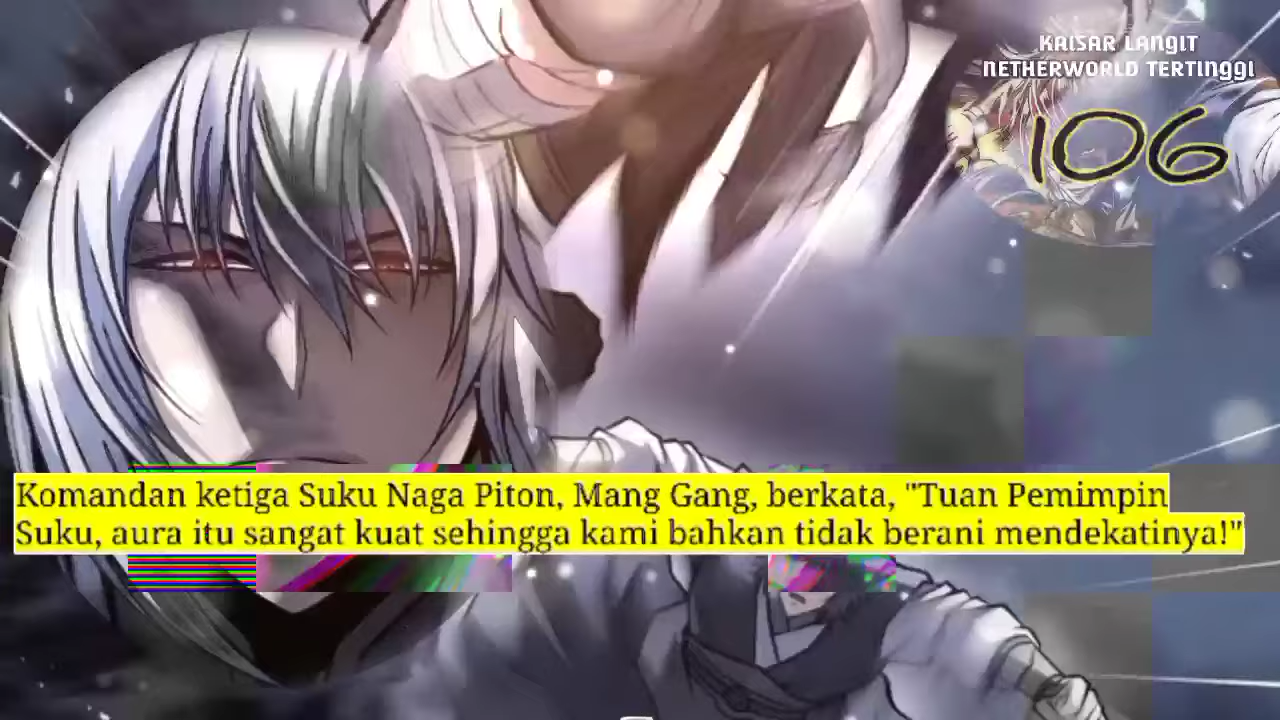 KAISAR LANGIT
NETHERWORLD TERTINGGI
106
Komandan ketiga Suku Naga Piton, Mang Gang, berkata, "Tuan Pemimpin
Suku, aura itu sangat kuat sehingga kami bahkan tidak berani mendekatinya!"